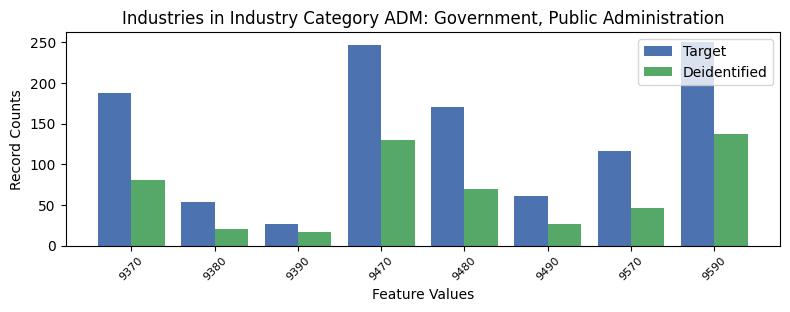 Industries in Industry Category ADM: Government, Public Administration
250
200
150
100
50
0
Record Counts
Target
Deidentified
9370
9380
9390
9470
9480
9490
9570
9590
Feature Values